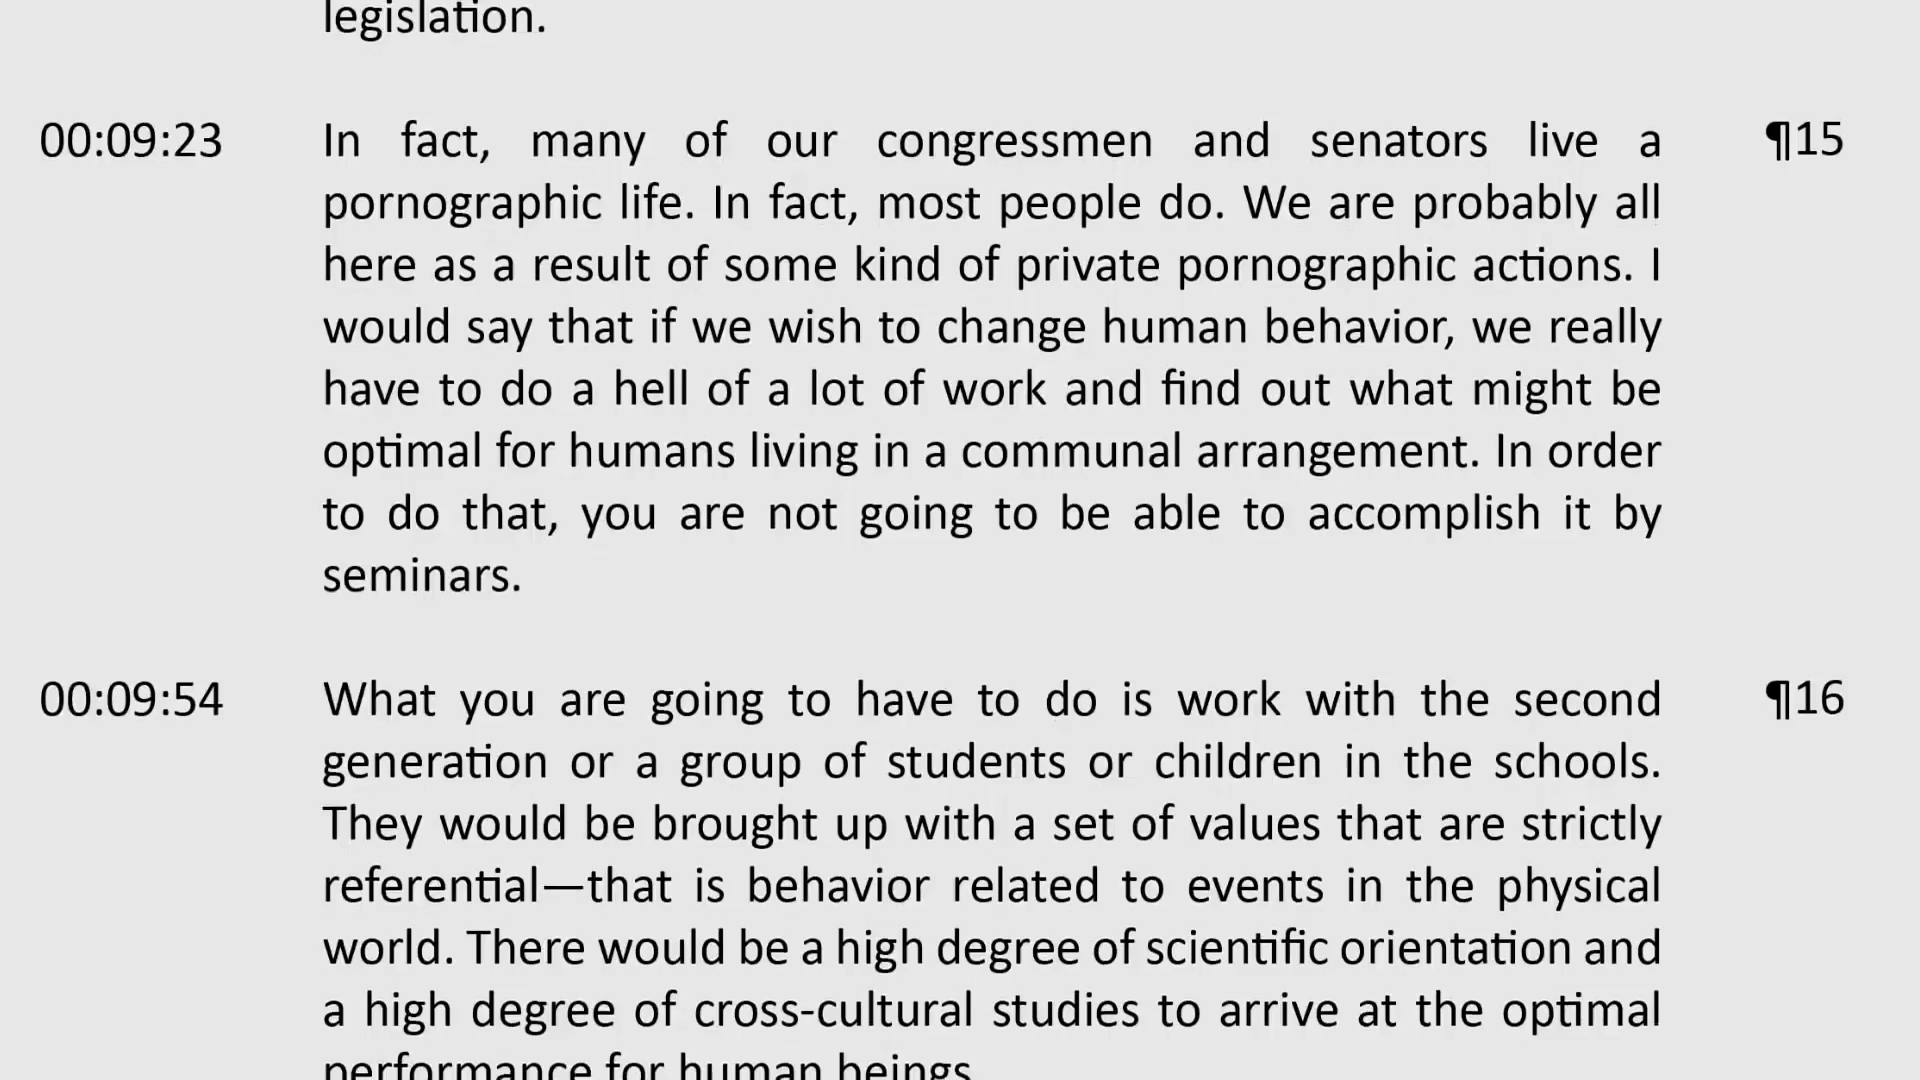 legislation.
00:09:23 In fact, many of our congressmen and senators live a ¶15
pornographic life. In fact, most people do. We are probably all
here as a result of some kind of private pornographic actions. I
would say that if we wish to change human behavior, we really
have to do a hell of a lot of work and find out what might be
optimal for humans living in a communal arrangement. In order
to do that, you are not going to be able to accomplish it by
seminars.
00:09:54 What you are going to have to do is work with the second ¶16
generation or a group of students or children in the schools.
They would be brought up with a set of values that are strictly
referential—that is behavior related to events in the physical
world. There would be a high degree of scientific orientation and
a high degree of cross-cultural studies to arrive at the optimal
performance for human beings.